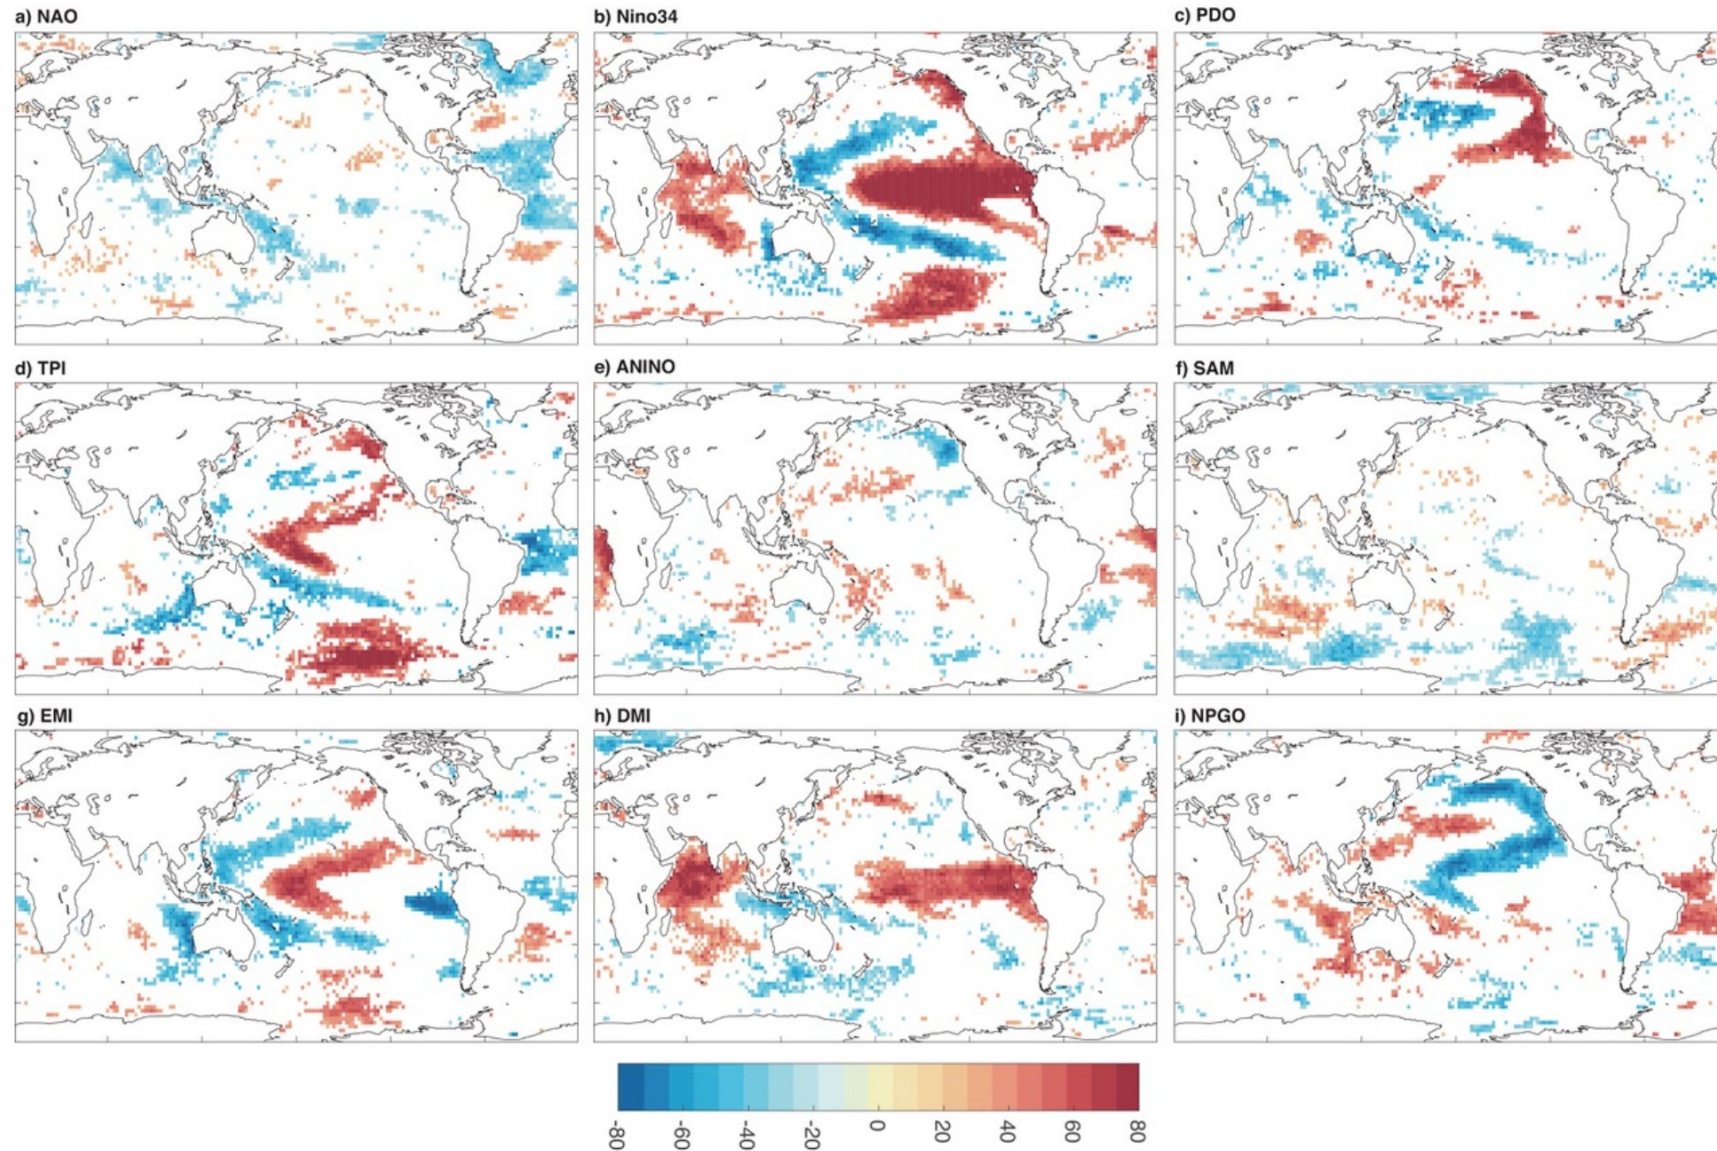 a) NAO
b) Nino34
c) PDO
d) TPI
e) ANINO
f) SAM
g) EMI
h) DMI
i) NPGO
-80 -60 -40 -20 0 20 40 60 80